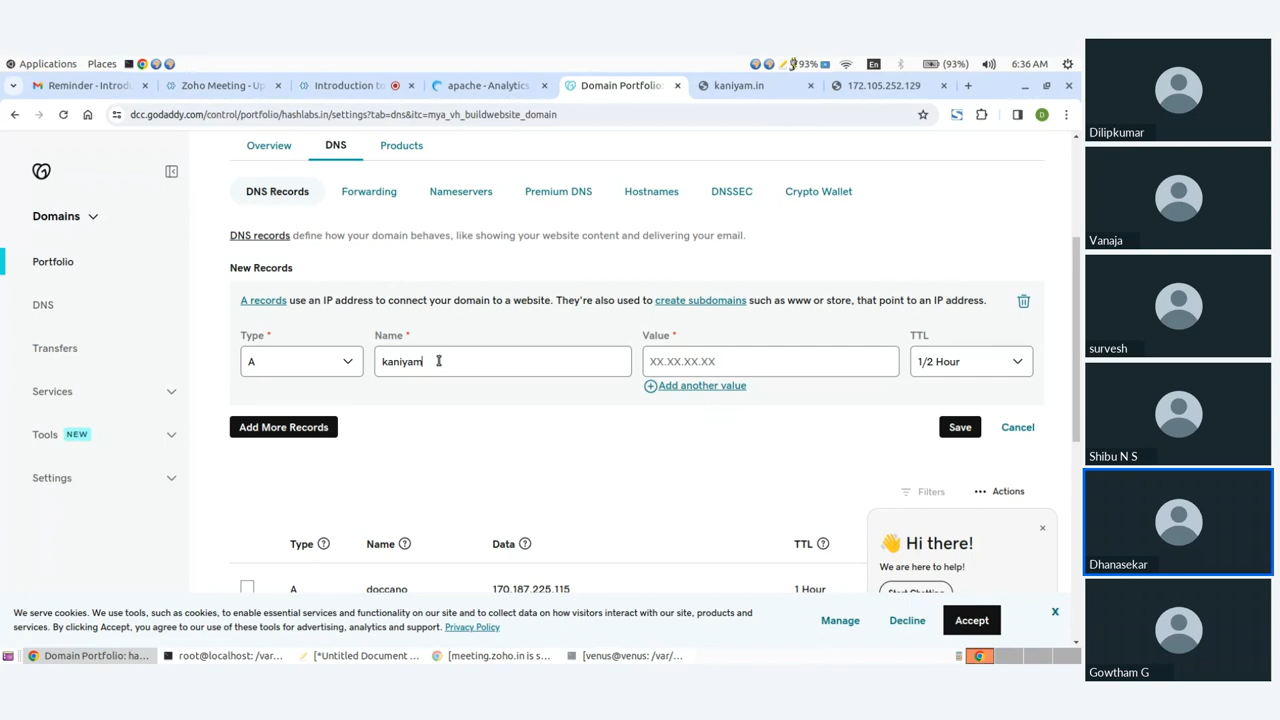 Applications Places 93% En (93%) 6:36 AM
Reminder - Introdu Zoho Meeting - Up Introduction to apache - Analytics Domain Portfolio: kaniyam.in 172.105.252.129
dcc.godaddy.com/control/portfolio/hashlabs.in/settings?tab=dns&itc=mya_vh_buildwebsite_domain D
Overview DNS Products
DNS Records Forwarding Nameservers Premium DNS Hostnames DNSSEC Crypto Wallet
Domains
Portfolio
DNS
Transfers
Services
Tools NEW
Settings
DNS records define how your domain behaves, like showing your website content and delivering your email.
New Records
A records use an IP address to connect your domain to a website. They're also used to create subdomains such as www or store, that point to an IP address.
Type * Name * Value * TTL
A kaniyam XX.XX.XX.XX 1/2 Hour
Add another value
Add More Records Save Cancel
Filters Actions
Type Name Data TTL
A doccano 170.187.225.115 1 Hour
Hi there!
We are here to help!
Start Chatting
We serve cookies. We use tools, such as cookies, to enable essential services and functionality on our site and to collect data on how visitors interact with our site, products and
services. By clicking Accept, you agree to our use of these tools for advertising, analytics and support. Privacy Policy
Manage Decline Accept X
Domain Portfolio: ha... root@localhost: /var... [*Untitled Document ... [meeting.zoho.in is s... [venus@venus: /var/...
Dilipkumar
Vanaja
survesh
Shibu N S
Dhanasekar
Gowtham G